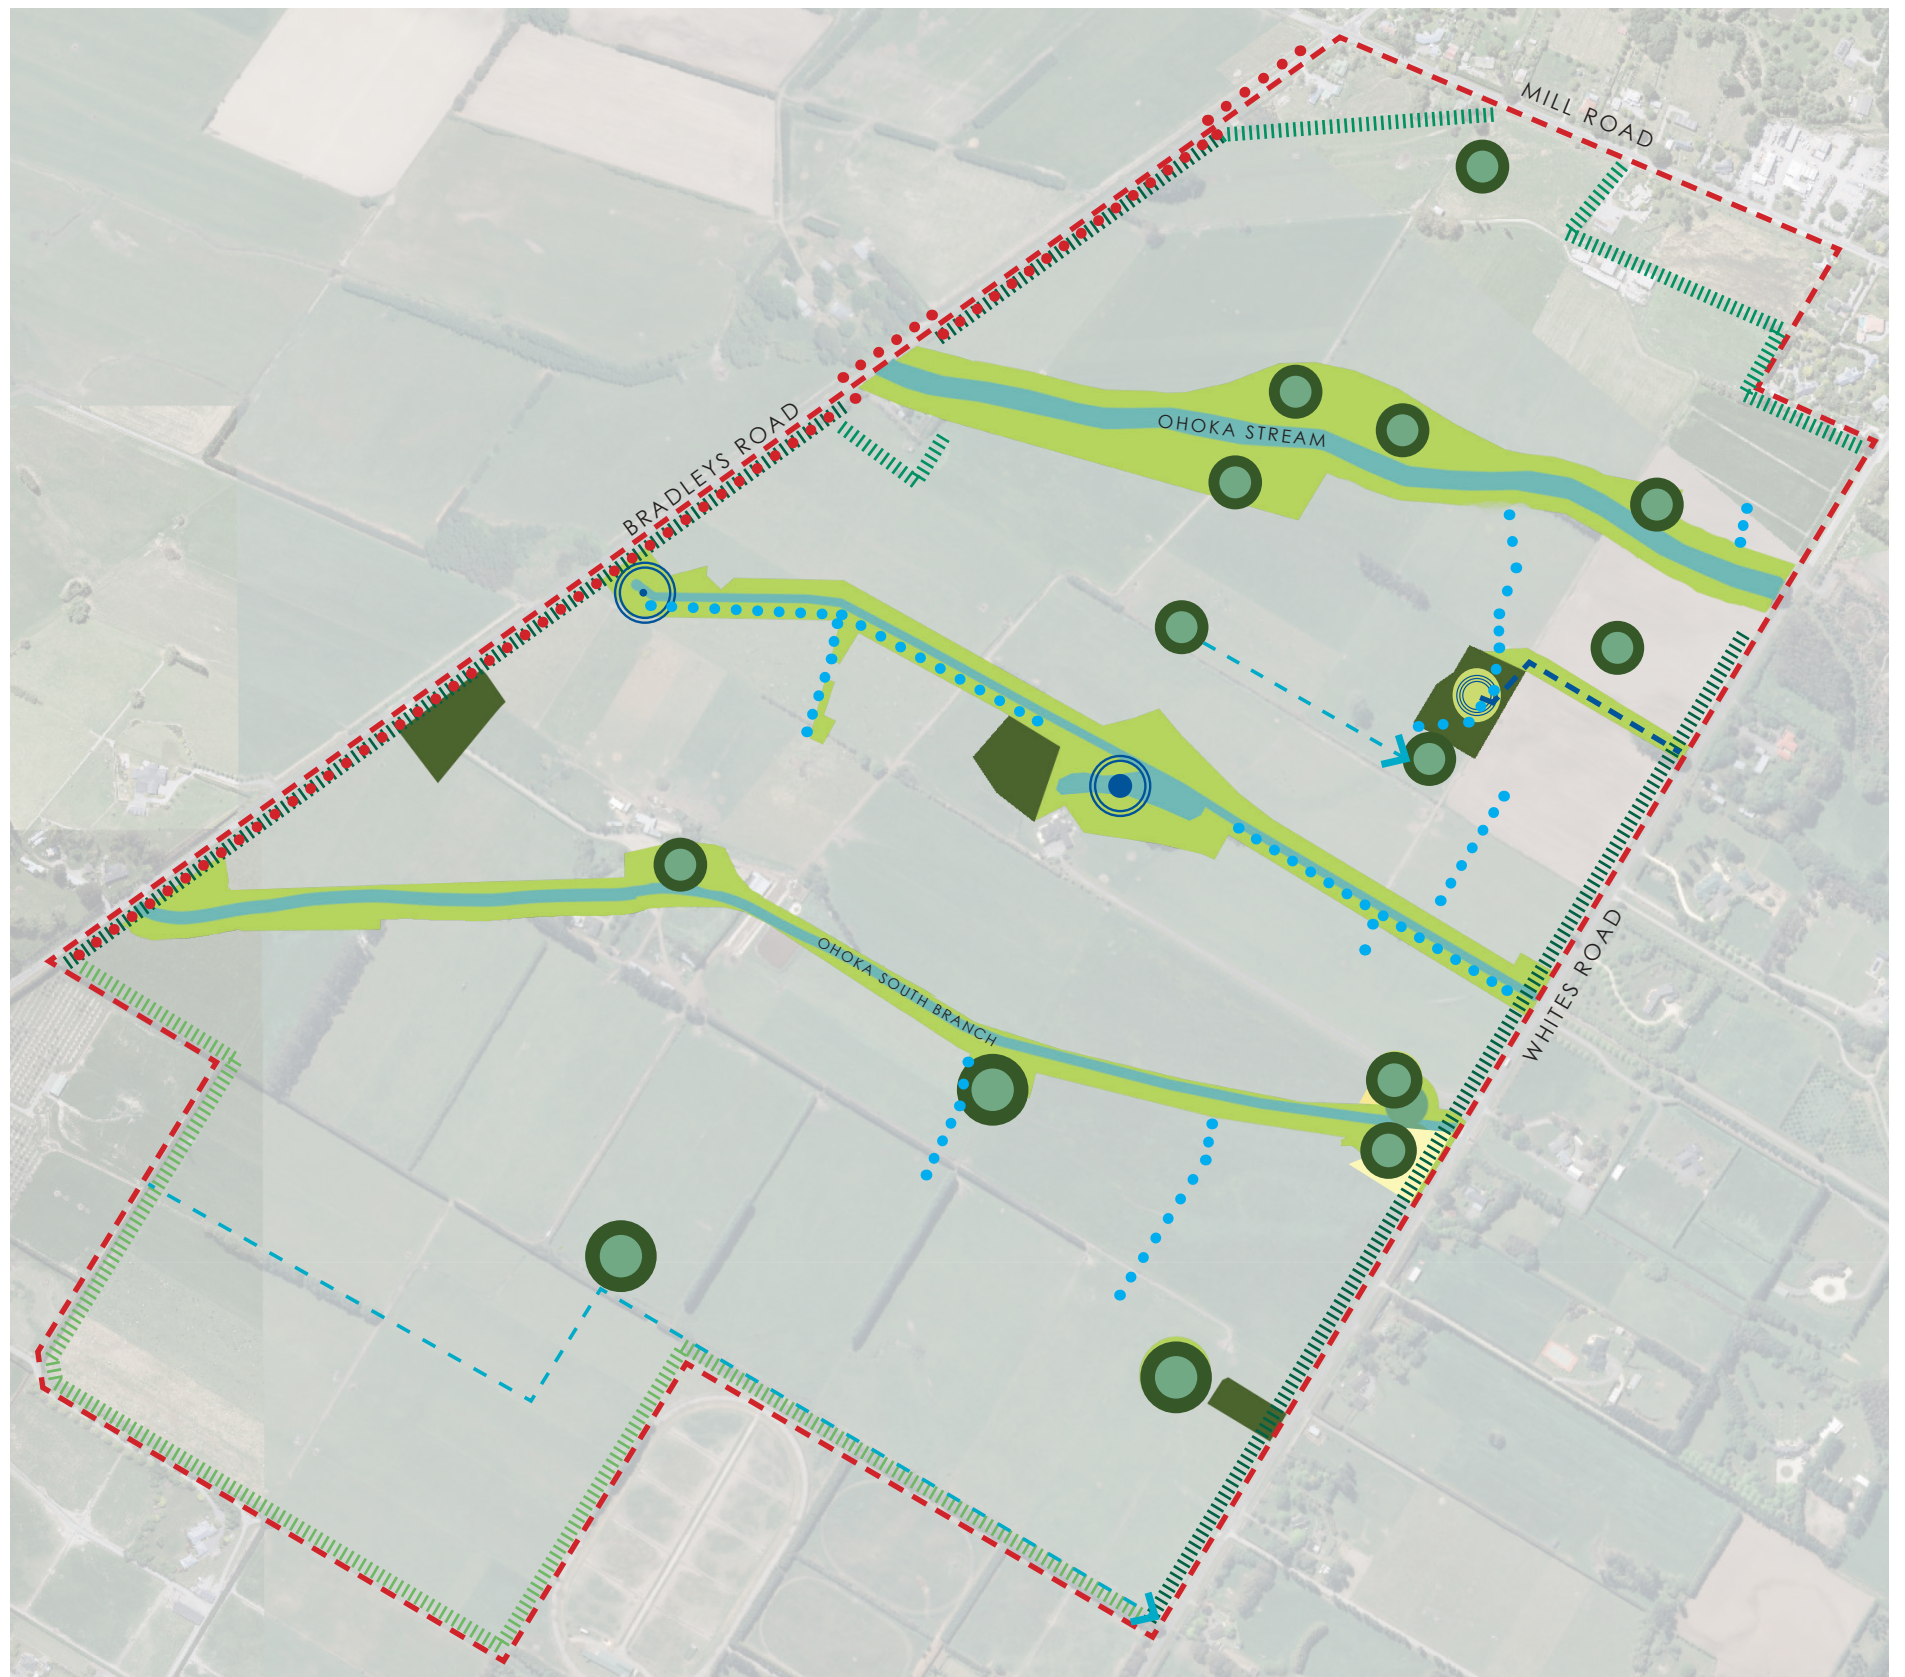 MILL ROAD
BRADLEYS ROAD
OHOKA STREAM
WHITES ROAD
OHOKA SOUTH BRANCH